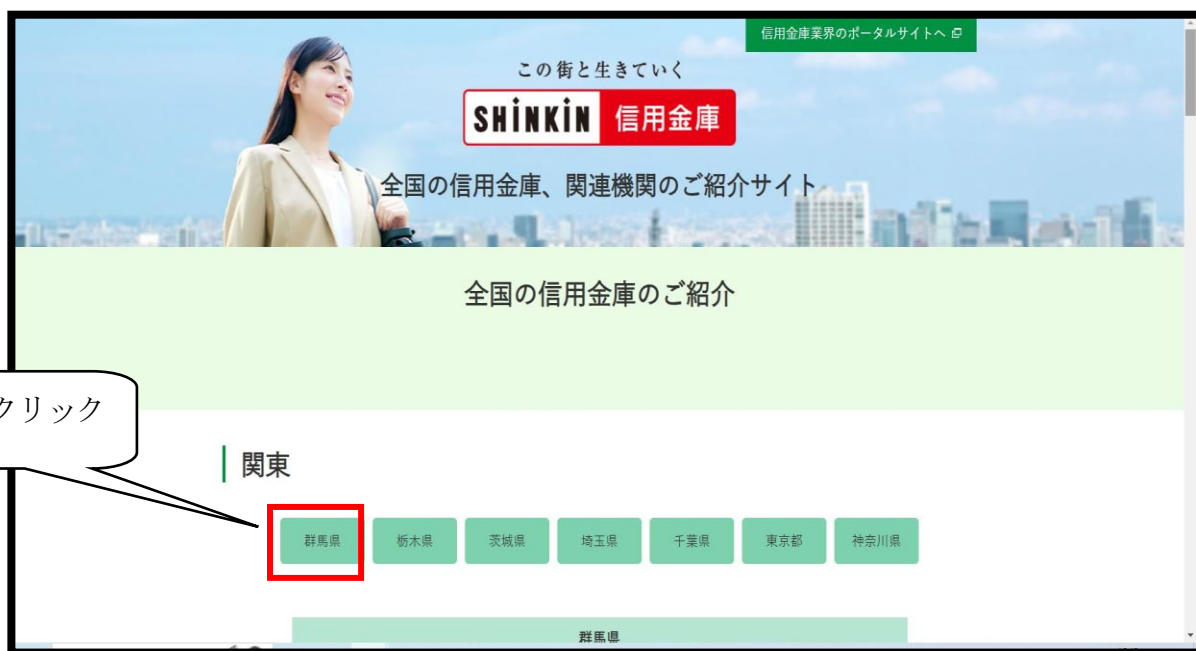 信用金庫業界のポータルサイトへ
この街と生きていく
SHINKIN 信用金庫
全国の信用金庫、関連機関のご紹介サイト
全国の信用金庫のご紹介
クリック
関東
群馬県 栃木県 茨城県 埼玉県 千葉県 東京都 神奈川県
群馬県